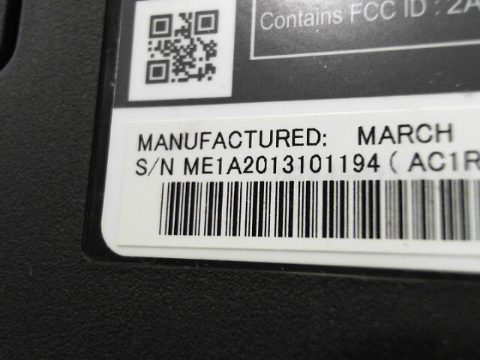 Contains FCC ID : 2A
MANUFACTURED: MARCH
S/N ME1A2013101194 ( AC1R